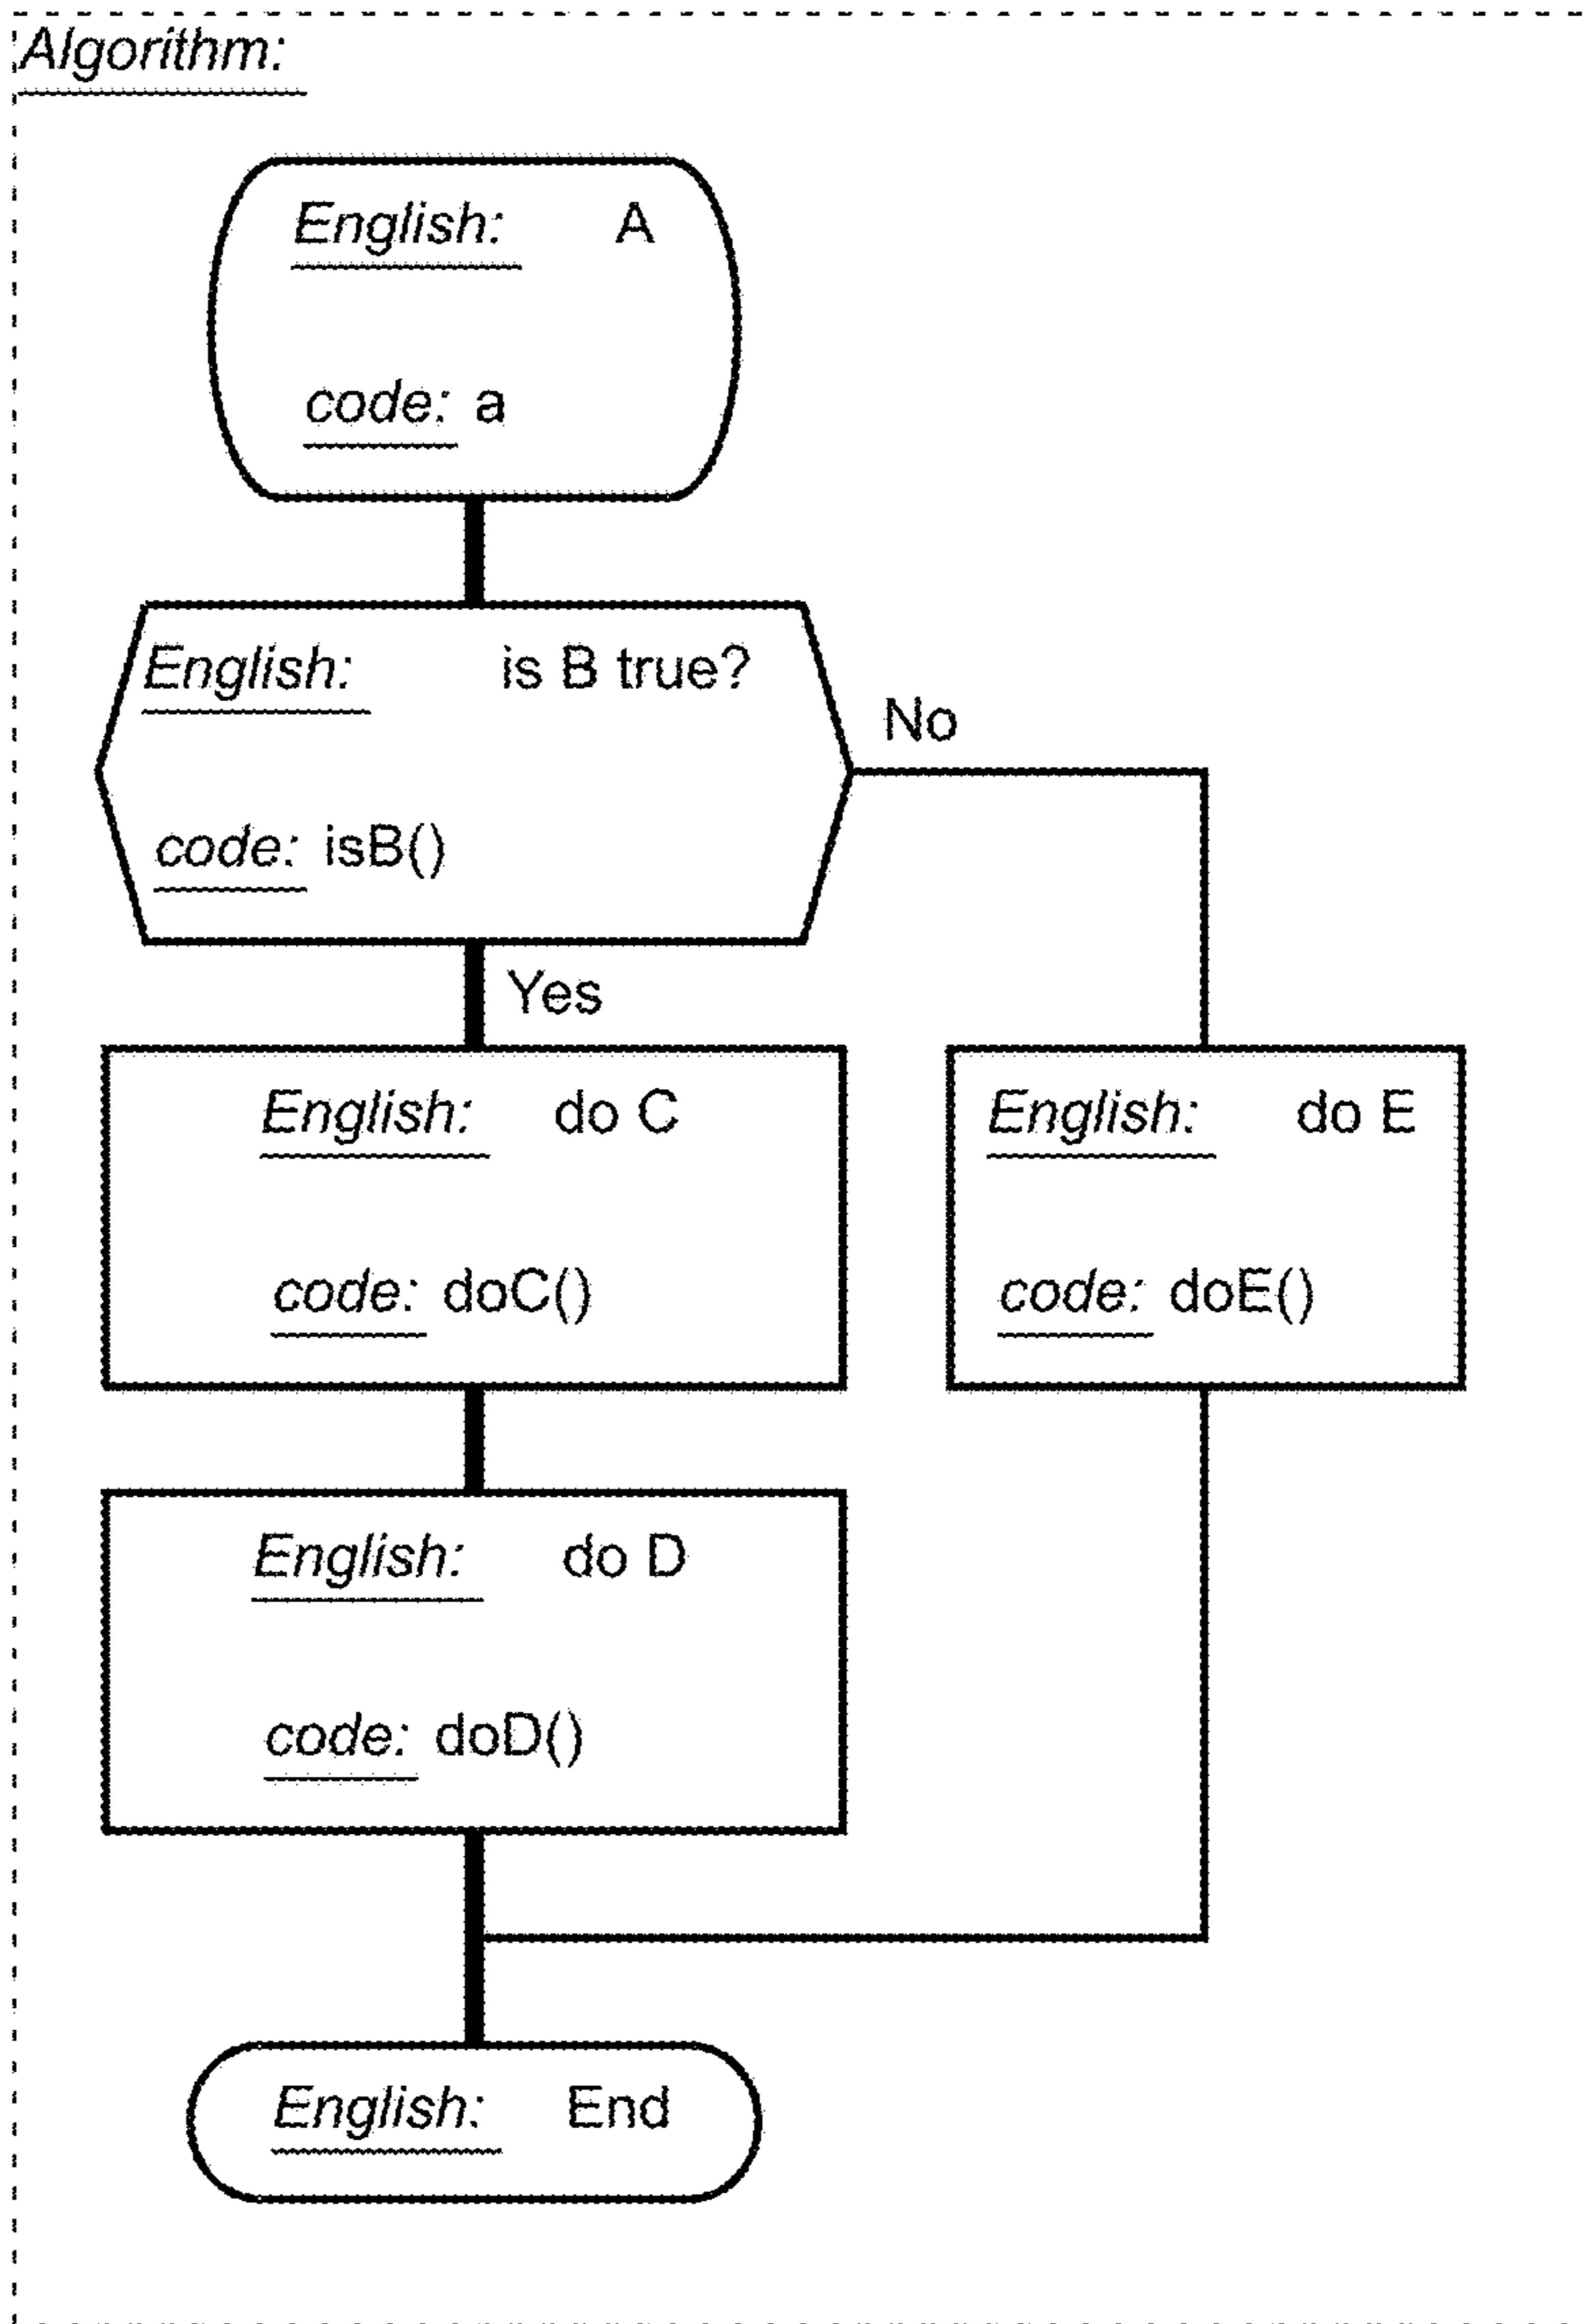 Algorithm:
English: A
code: a
English: is B true?
No
code: isB()
Yes
English: do C
code: doC()
English: do E
code: doE()
English: do D
code: doD()
English: End